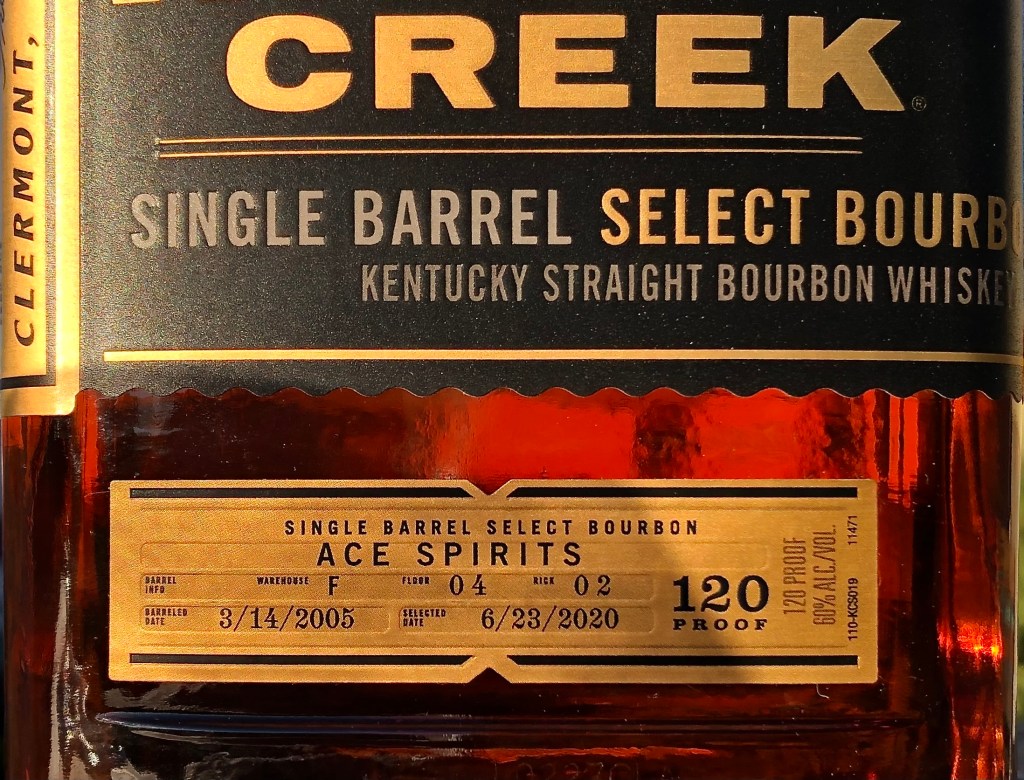 CLERMONT,
CREEK®
SINGLE BARREL SELECT BOURBO
KENTUCKY STRAIGHT BOURBON WHISKEY
SINGLE BARREL SELECT BOURBON
ACE SPIRITS
BARREL INFO WAREHOUSE F FLOOR 04 RICK 02
BARRELED DATE 3/14/2005 SELECTED DATE 6/23/2020
120
PROOF
120 PROOF
60% ALC./VOL.
110-KCS019 11471